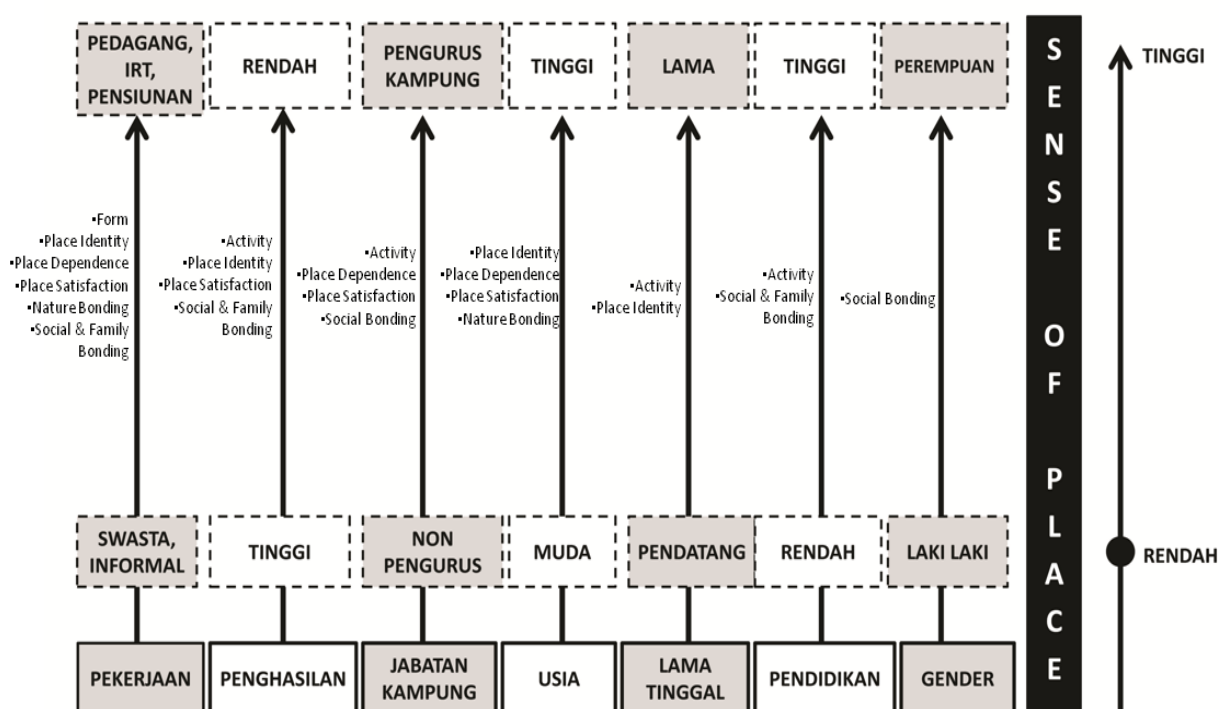 PEDAGANG,
IRT,
PENSIUNAN
RENDAH
PENGURUS
KAMPUNG
TINGGI
LAMA
TINGGI
PEREMPUAN
▪Form
▪Place Identity
▪Place Dependence
▪Place Satisfaction
▪Nature Bonding
▪Social & Family
Bonding
▪Activity
▪Place Identity
▪Place Satisfaction
▪Social & Family
Bonding
▪Activity
▪Place Dependence
▪Place Satisfaction
▪Social Bonding
▪Place Identity
▪Place Dependence
▪Place Satisfaction
▪Nature Bonding
▪Activity
▪Place Identity
▪Activity
▪Social & Family
Bonding
▪Social Bonding
SWASTA,
INFORMAL
TINGGI
NON
PENGURUS
MUDA
PENDATANG
RENDAH
LAKI LAKI
PEKERJAAN
PENGHASILAN
JABATAN
KAMPUNG
USIA
LAMA
TINGGAL
PENDIDIKAN
GENDER
SENSE OF PLACE
TINGGI
RENDAH